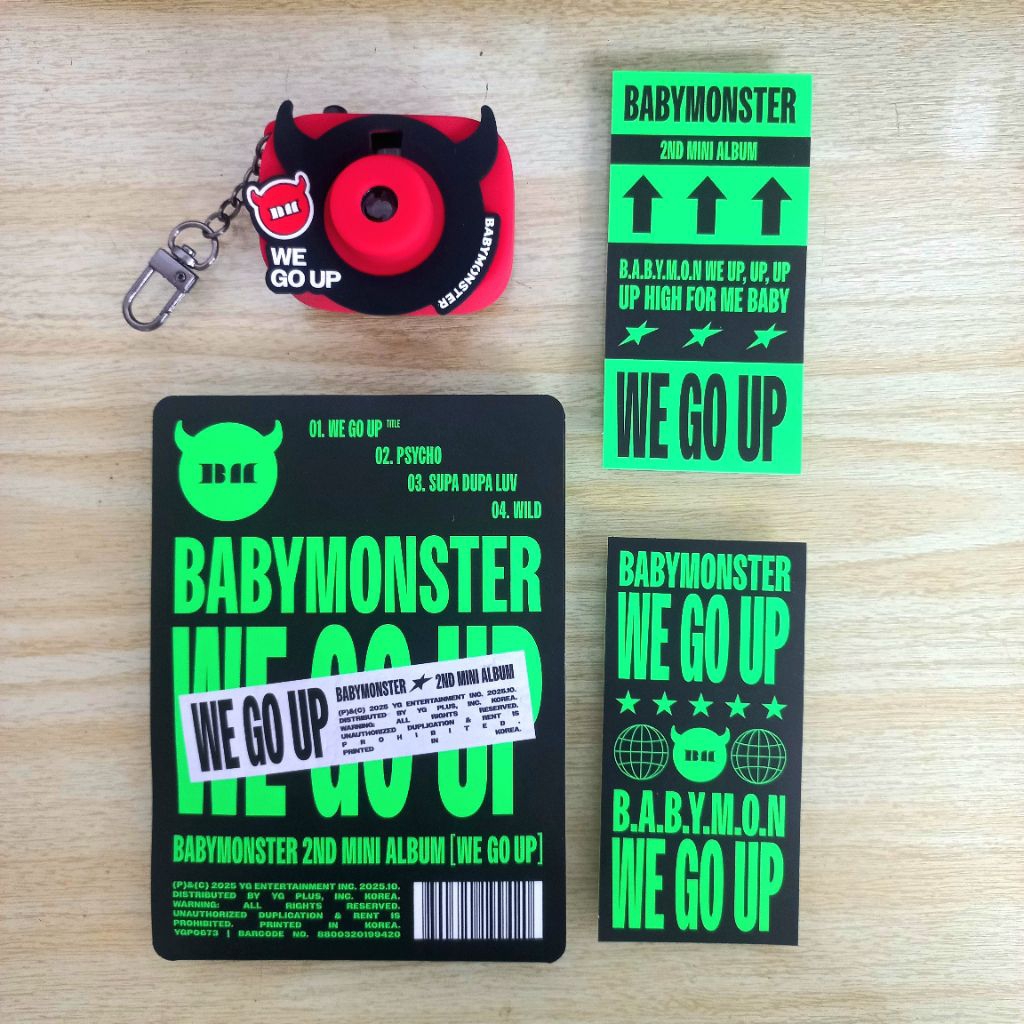 WE
GO UP
BABYMONSTER
BABYMONSTER
2ND MINI ALBUM
B.A.B.Y.M.O.N WE UP, UP, UP
UP HIGH FOR ME BABY
WE GO UP
01. WE GO UP TITLE
02. PSYCHO
03. SUPA DUPA LUV
04. WILD
BABYMONSTER
WE GO UP
WE GO UP
BABYMONSTER ★ 2ND MINI ALBUM
(P)&(C) 2025 YG ENTERTAINMENT INC. 2025.10.
DISTRIBUTED BY YG PLUS, INC. KOREA.
WARNING: ALL RIGHTS RESERVED.
UNAUTHORIZED DUPLICATION & RENT IS
PROHIBITED.
PRINTED IN KOREA.
BABYMONSTER 2ND MINI ALBUM [WE GO UP]
(P)&(C) 2025 YG ENTERTAINMENT INC. 2025.10.
DISTRIBUTED BY YG PLUS, INC. KOREA.
WARNING: ALL RIGHTS RESERVED.
UNAUTHORIZED DUPLICATION & RENT IS
PROHIBITED. PRINTED IN KOREA.
YGP0673 | BARCODE NO. 8800320199420
BABYMONSTER
WE GO UP
B.A.B.Y.M.O.N
WE GO UP